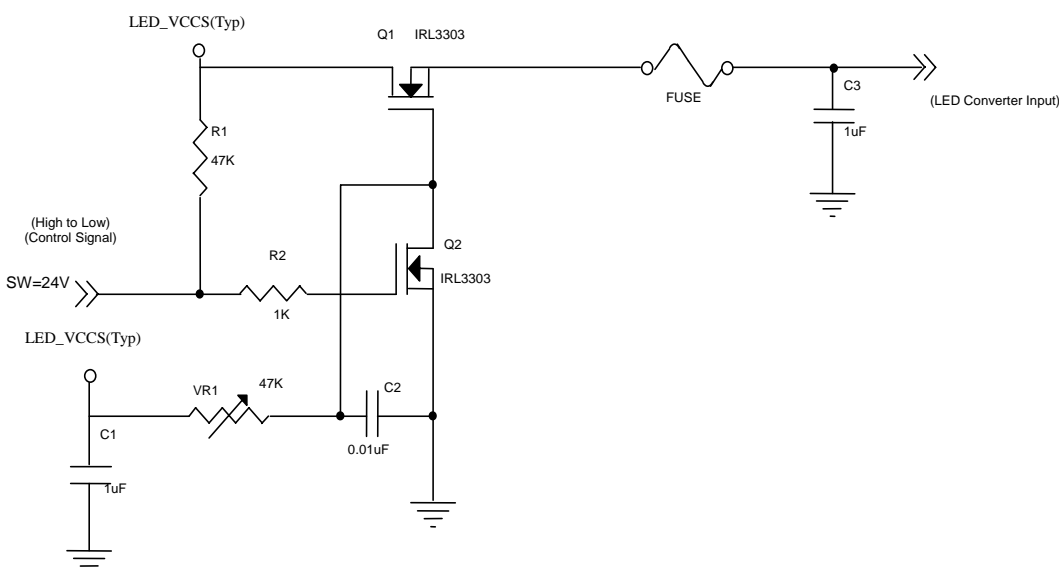 LED_VCCS(Typ)
Q1 IRL3303
FUSE
C3
1uF
(LED Converter Input)
R1
47K
(High to Low)
(Control Signal)
SW=24V
R2
1K
Q2
IRL3303
LED_VCCS(Typ)
VR1
47K
C2
0.01uF
C1
1uF